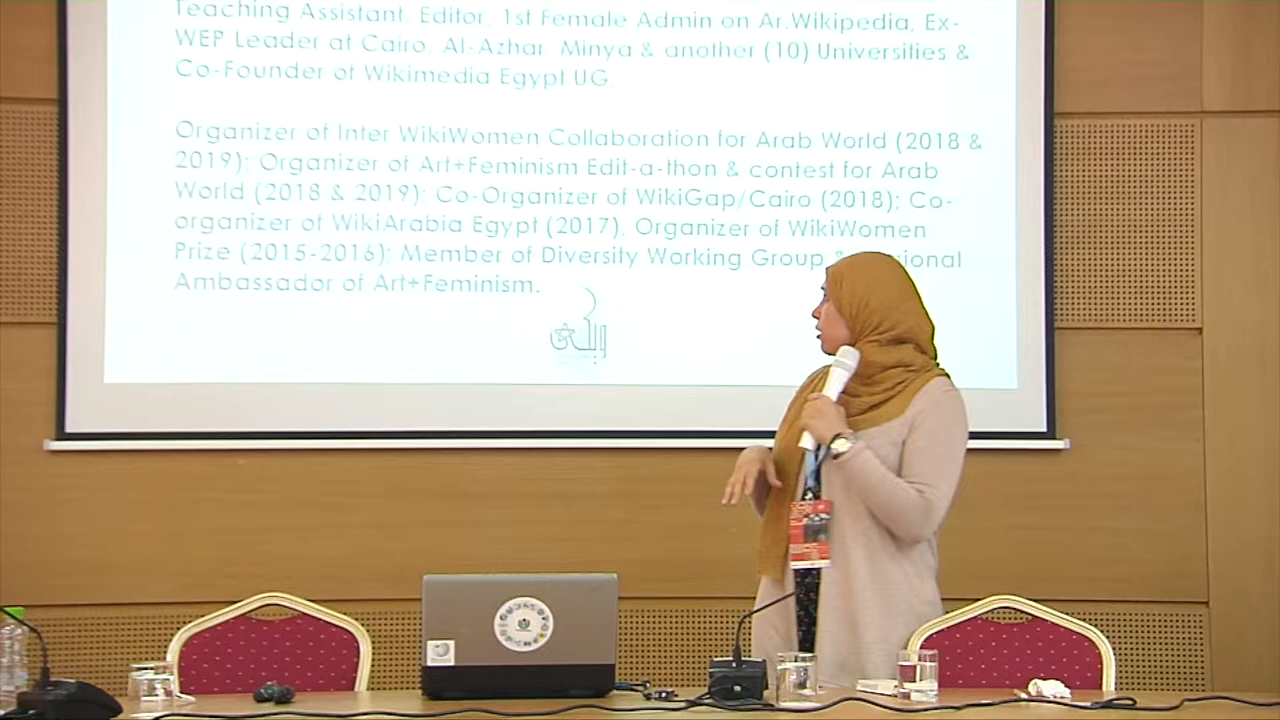 Teaching Assistant, Editor, 1st Female Admin on Ar.Wikipedia, Ex-
WEP Leader at Cairo, Al-Azhar, Minya & another (10) Universities &
Co-Founder of Wikimedia Egypt UG.
Organizer of Inter WikiWomen Collaboration for Arab World (2018 &
2019); Organizer of Art+Feminism Edit-a-thon & contest for Arab
World (2018 & 2019); Co-Organizer of WikiGap/Cairo (2018); Co-
organizer of WikiArabia Egypt (2017), Organizer of WikiWomen
Prize (2015-2016); Member of Diversity Working Group &
Ambassador of Art+Feminism.